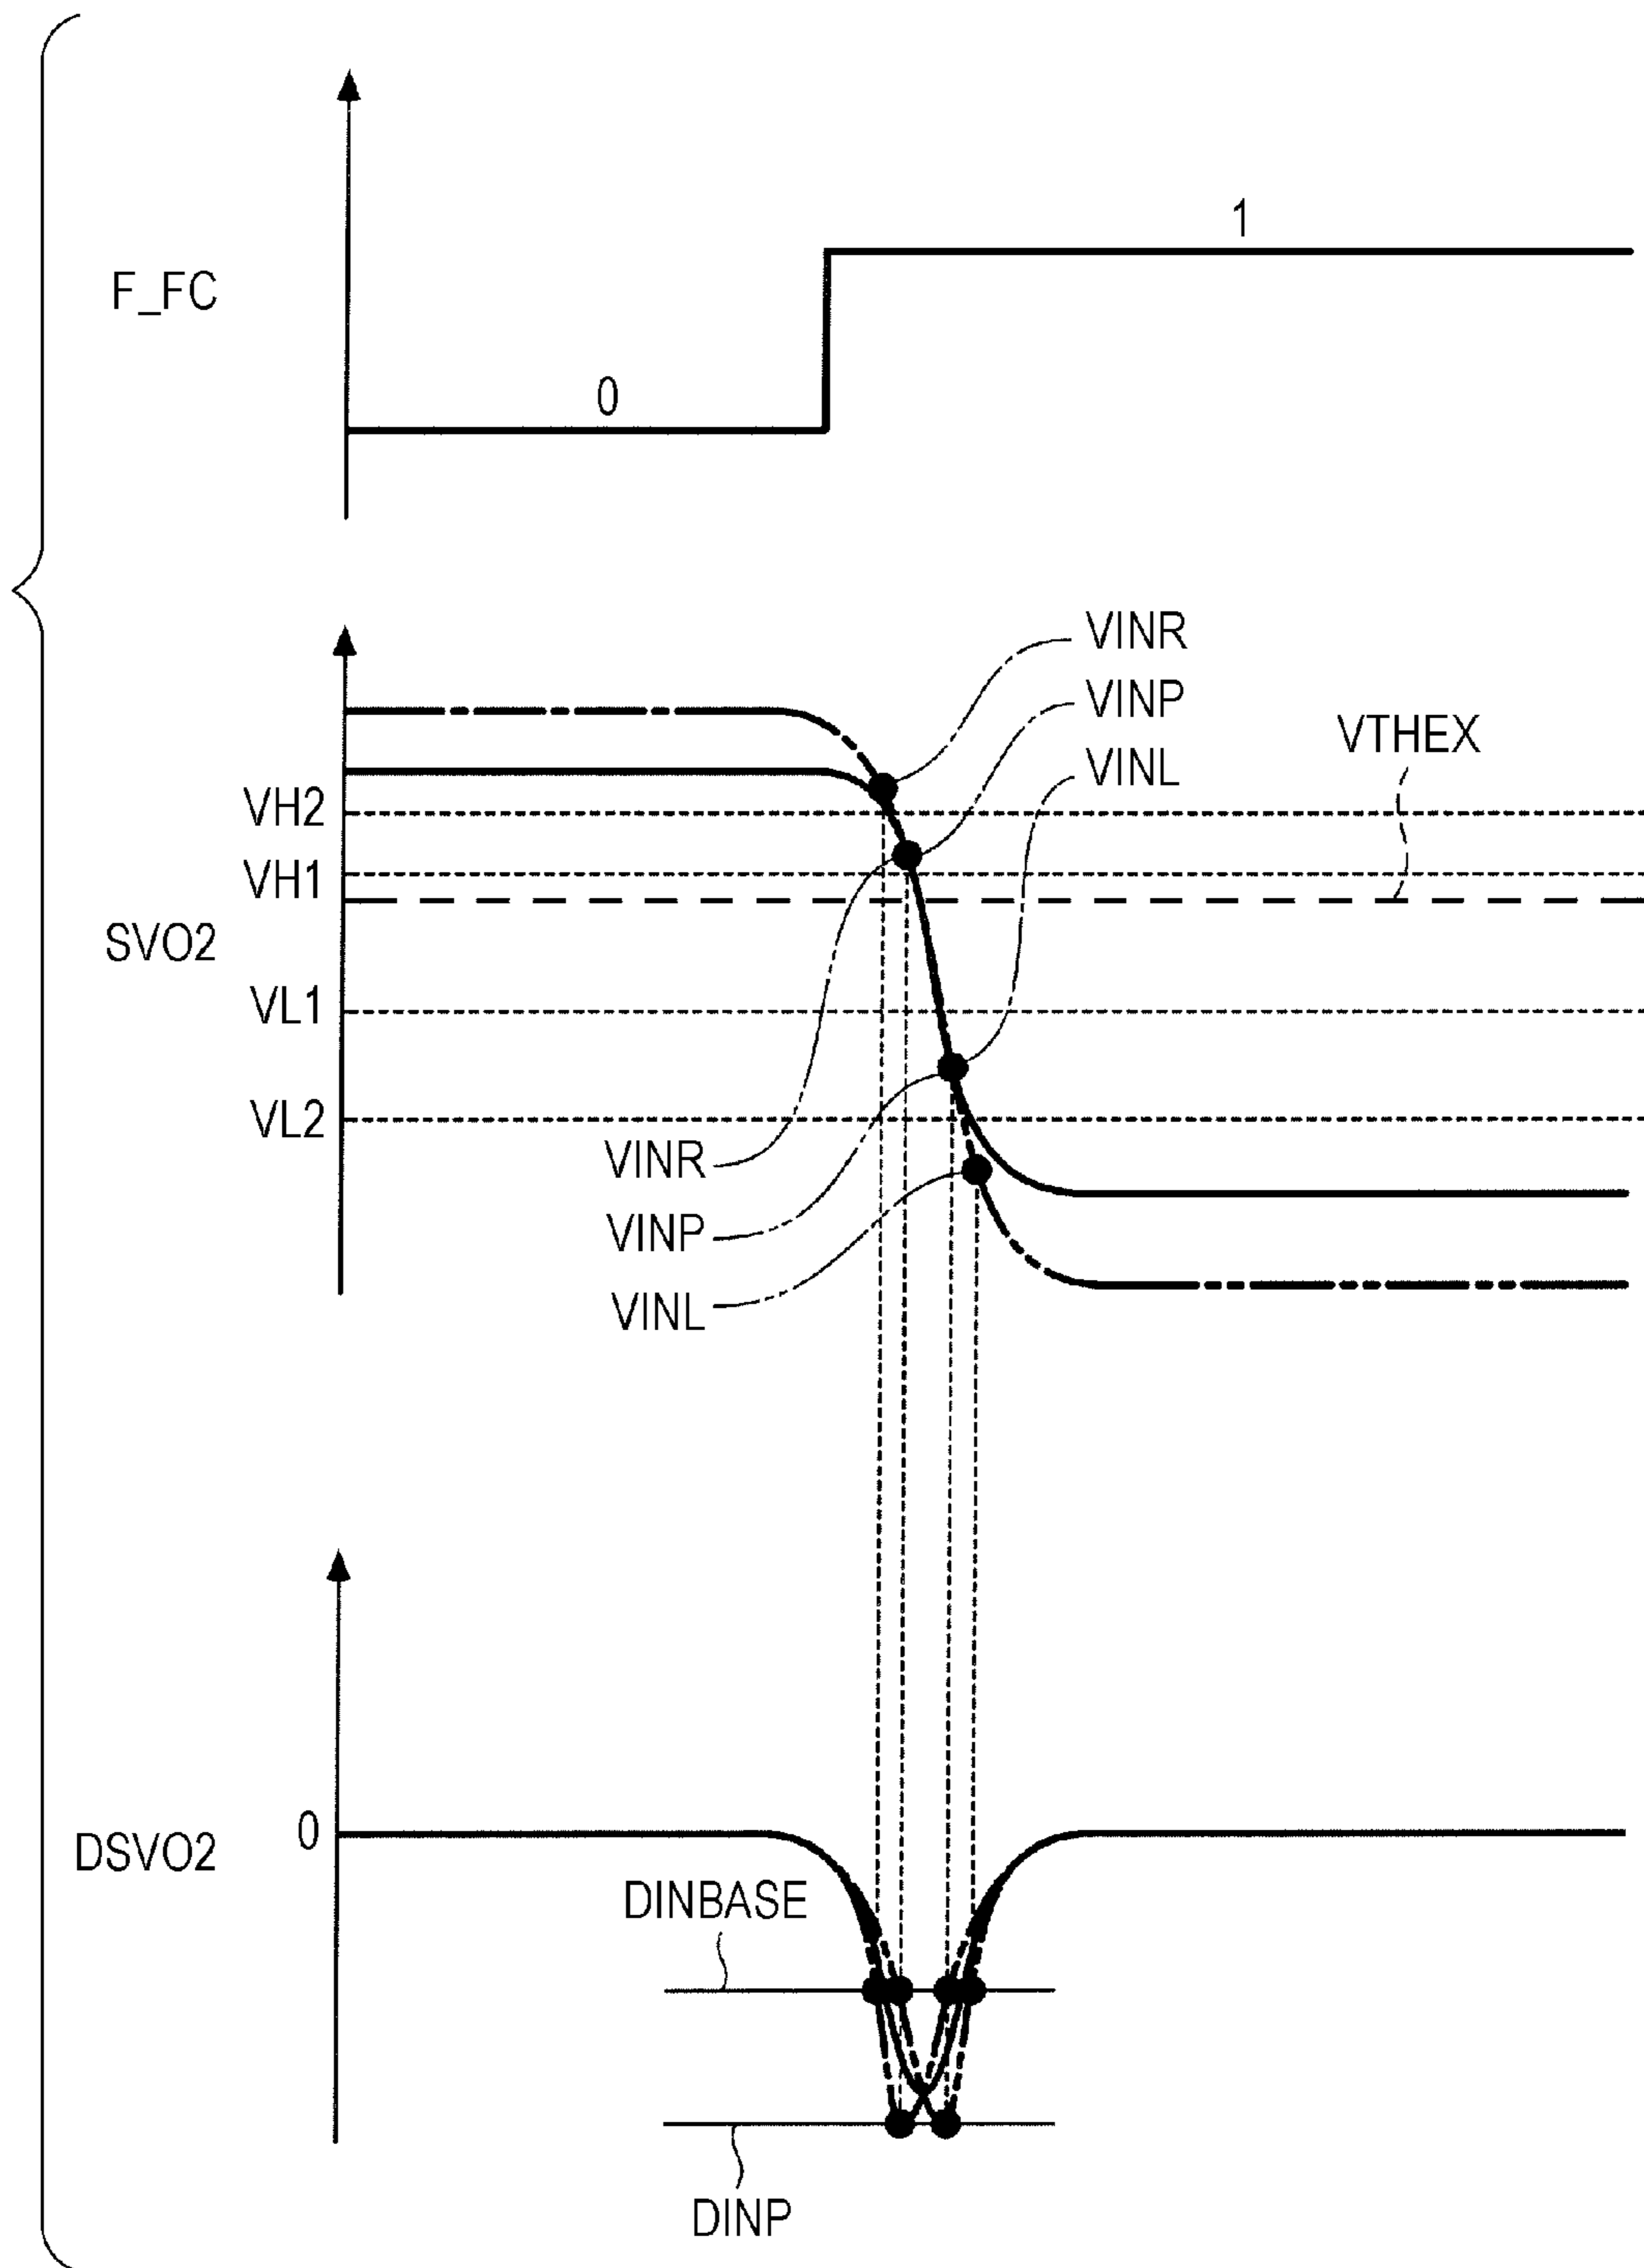 1
F_FC
0
VINR
VINP
VTHEX
VINL
VH2
VH1
SVO2
VL1
VL2
VINR
VINP
VINL
0
DSVO2
DINBASE
DINP